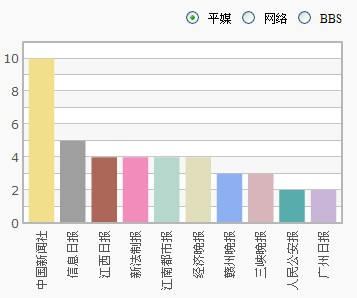 平媒 网络 BBS
10
8
6
4
2
0
中国新闻社
信息日报
江西日报
新法制报
江南都市报
经济晚报
赣州晚报
三峡晚报
人民公安报
广州日报